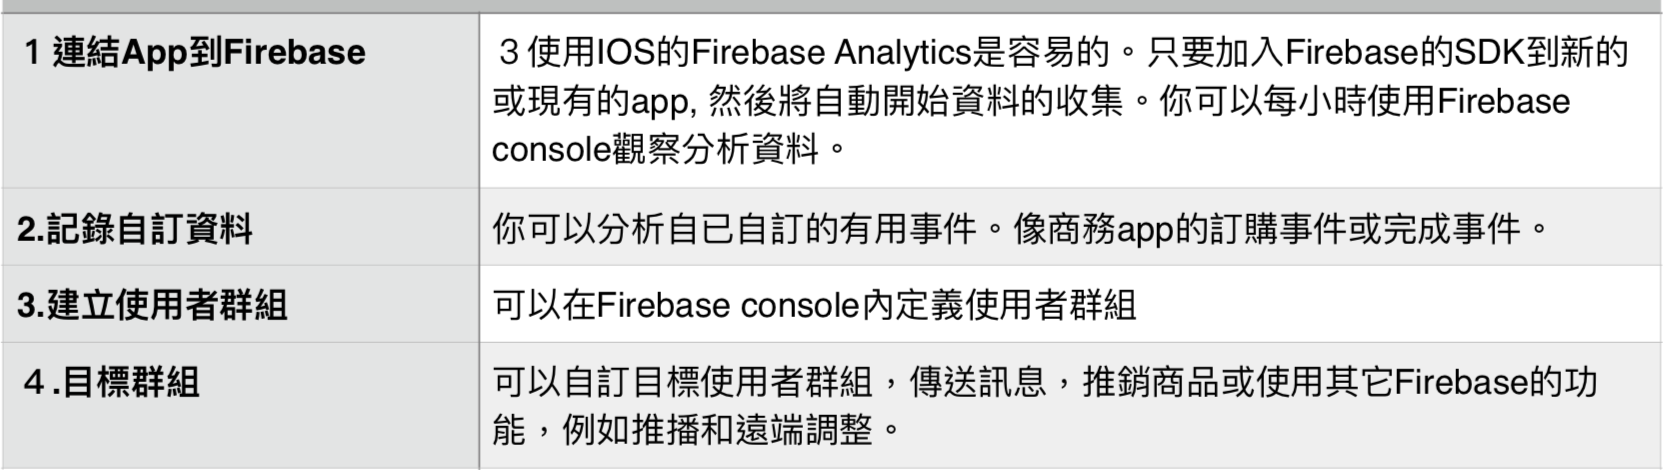 １連結App到Firebase
３使用IOS的Firebase Analytics是容易的。只要加入Firebase的SDK到新的
或現有的app, 然後將自動開始資料的收集。你可以每小時使用Firebase
console觀察分析資料。
2.記錄自訂資料
你可以分析自已自訂的有用事件。像商務app的訂購事件或完成事件。
3.建立使用者群組
可以在Firebase console內定義使用者群組
４.目標群組
可以自訂目標使用者群組，傳送訊息，推銷商品或使用其它Firebase的功
能，例如推播和遠端調整。